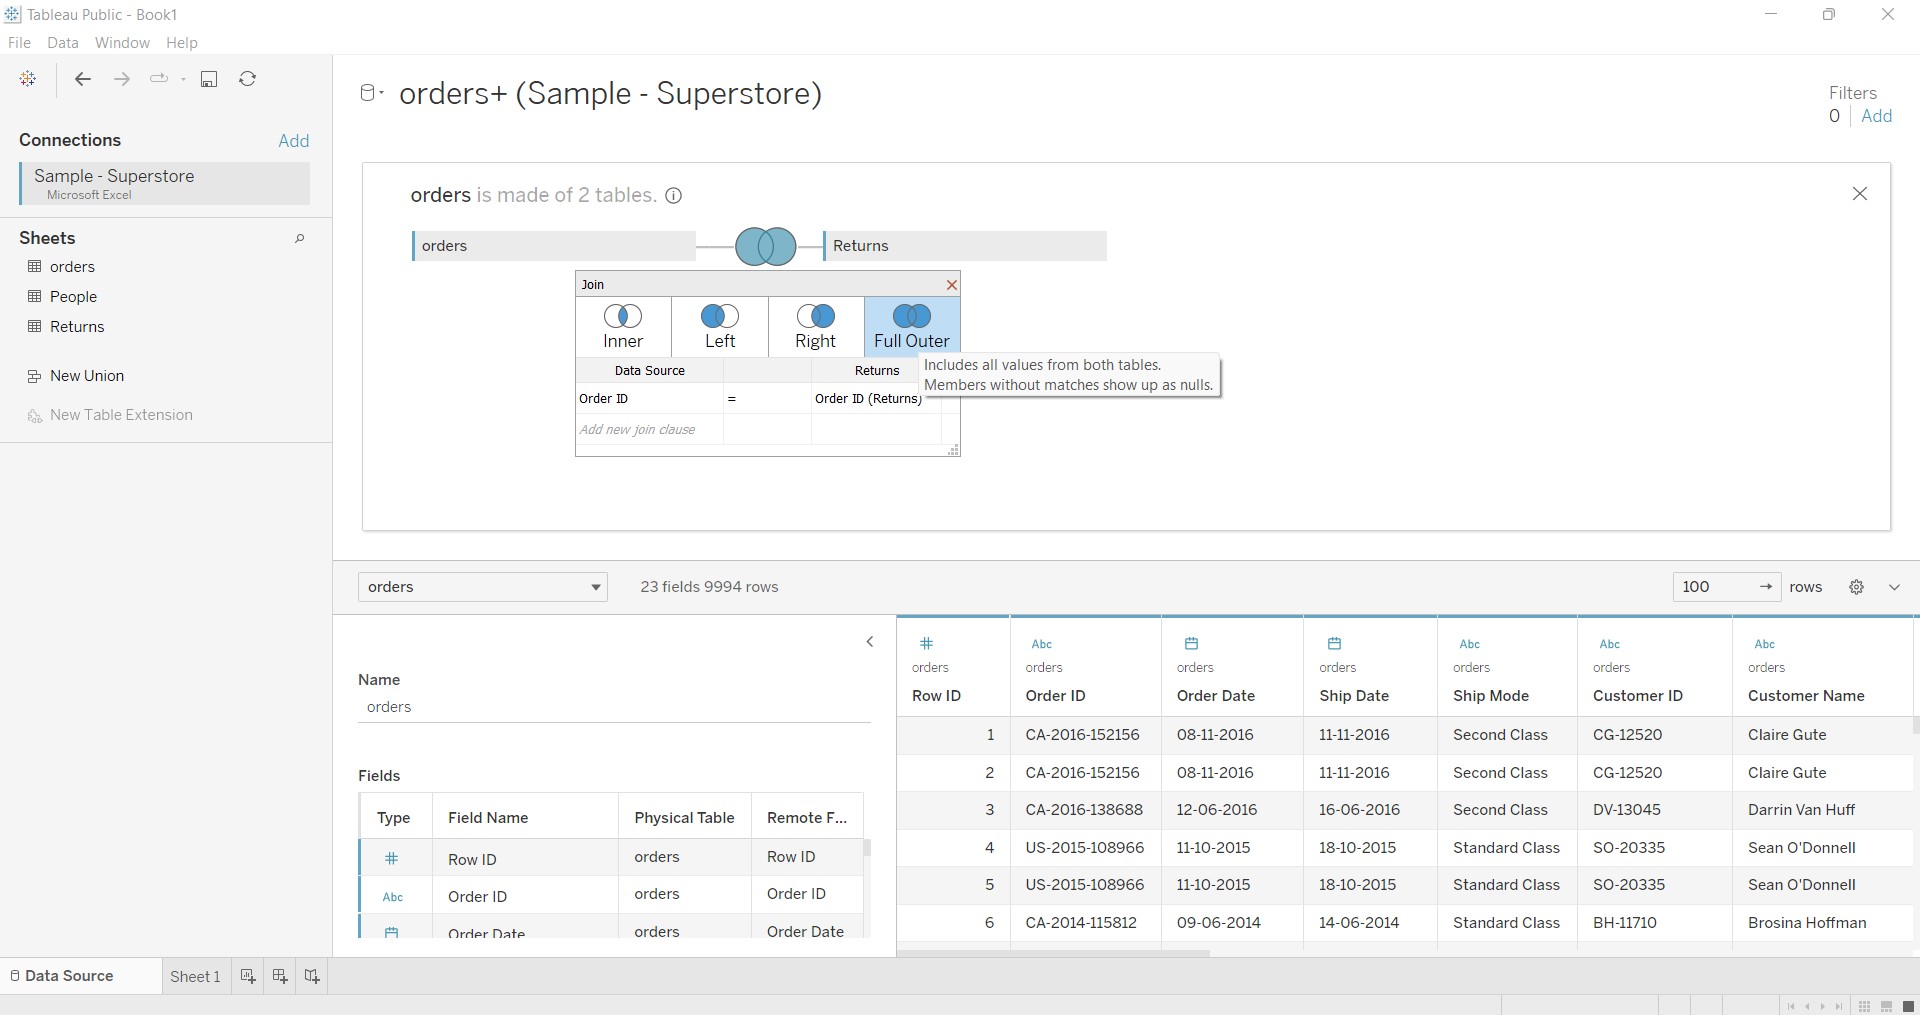 Tableau Public - Book1
File Data Window Help
Connections Add
Sample - Superstore
Microsoft Excel
Sheets
orders
People
Returns
New Union
New Table Extension
orders+ (Sample - Superstore)
Filters
0 Add
orders is made of 2 tables.
orders Returns
Join
Inner Left Right Full Outer
Data Source Returns
Includes all values from both tables.
Members without matches show up as nulls.
Order ID = Order ID (Returns)
Add new join clause
orders 23 fields 9994 rows 100 rows
Name
orders
Fields
Type Field Name Physical Table Remote F...
# Row ID orders Row ID
Abc Order ID orders Order ID
Order Date orders Order Date
# Abc Abc Abc Abc
orders orders orders orders orders orders orders
Row ID Order ID Order Date Ship Date Ship Mode Customer ID Customer Name
1 CA-2016-152156 08-11-2016 11-11-2016 Second Class CG-12520 Claire Gute
2 CA-2016-152156 08-11-2016 11-11-2016 Second Class CG-12520 Claire Gute
3 CA-2016-138688 12-06-2016 16-06-2016 Second Class DV-13045 Darrin Van Huff
4 US-2015-108966 11-10-2015 18-10-2015 Standard Class SO-20335 Sean O'Donnell
5 US-2015-108966 11-10-2015 18-10-2015 Standard Class SO-20335 Sean O'Donnell
6 CA-2014-115812 09-06-2014 14-06-2014 Standard Class BH-11710 Brosina Hoffman
Data Source Sheet 1